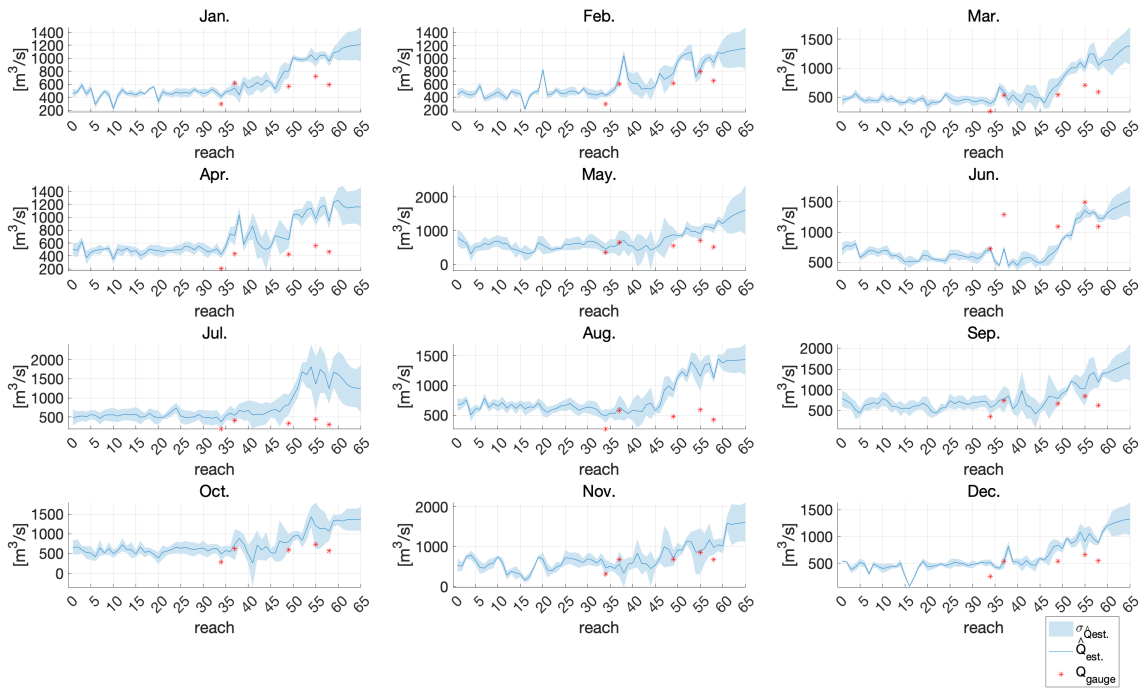 Jan. Feb. Mar.
1400 1400
1200 1200 1500
1000 1000
800 800 1000
600 600
400 400 500
200 200
[m³/s] [m³/s] [m³/s]
0 5 10 15 20 25 30 35 40 45 50 55 60 65 0 5 10 15 20 25 30 35 40 45 50 55 60 65 0 5 10 15 20 25 30 35 40 45 50 55 60 65
reach reach reach
Apr. May. Jun.
1400 2000 1500
1200
1000 1000 1000
800
600
400 500
200 0
[m³/s] [m³/s] [m³/s]
0 5 10 15 20 25 30 35 40 45 50 55 60 65 0 5 10 15 20 25 30 35 40 45 50 55 60 65 0 5 10 15 20 25 30 35 40 45 50 55 60 65
reach reach reach
Jul. Aug. Sep.
2000 1500 2000
1500 1500
1000 1000 1000
500 500 500
[m³/s] [m³/s] [m³/s]
0 5 10 15 20 25 30 35 40 45 50 55 60 65 0 5 10 15 20 25 30 35 40 45 50 55 60 65 0 5 10 15 20 25 30 35 40 45 50 55 60 65
reach reach reach
Oct. Nov. Dec.
1500 2000 1500
1000 1000 1000
500 500
0 0
[m³/s] [m³/s] [m³/s]
0 5 10 15 20 25 30 35 40 45 50 55 60 65 0 5 10 15 20 25 30 35 40 45 50 55 60 65 0 5 10 15 20 25 30 35 40 45 50 55 60 65
reach reach reach
σ Q̂est.
Q̂est.
Qgauge